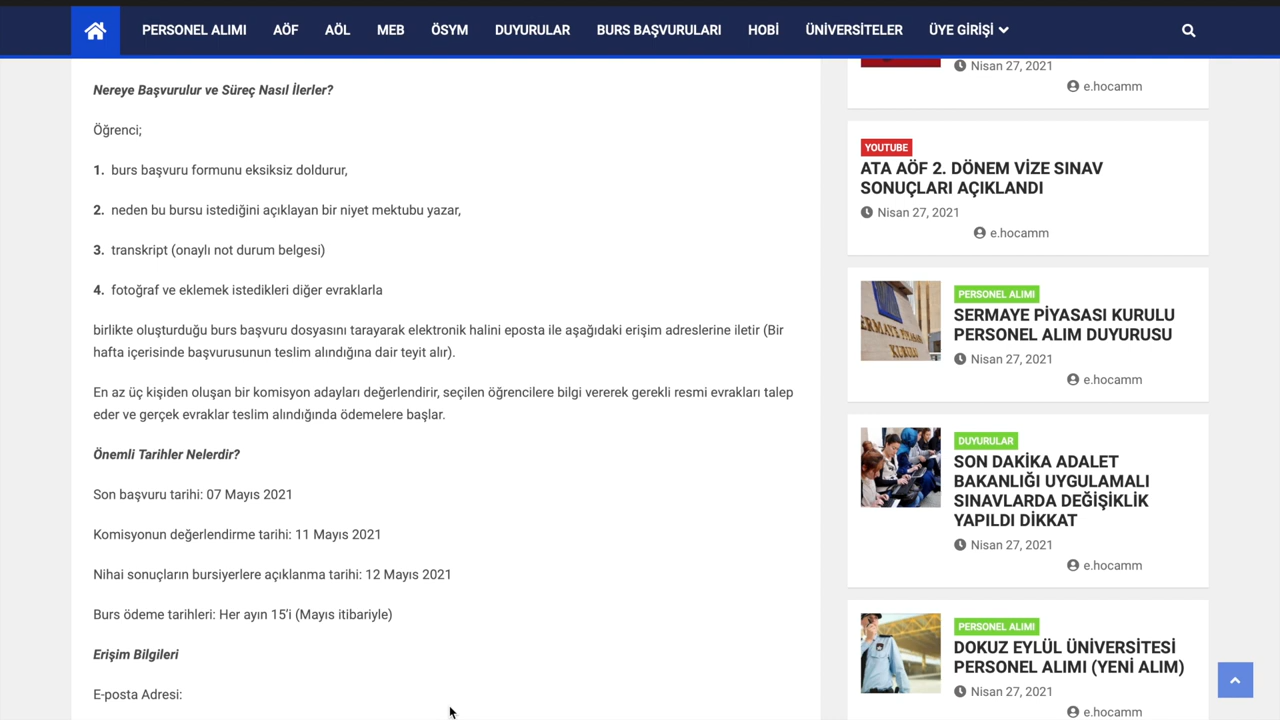 PERSONEL ALIMI AÖF AÖL MEB ÖSYM DUYURULAR BURS BAŞVURULARI HOBİ ÜNİVERSİTELER ÜYE GİRİŞİ
Nereye Başvurulur ve Süreç Nasıl İlerler?
Öğrenci;
1. burs başvuru formunu eksiksiz doldurur,
2. neden bu bursu istediğini açıklayan bir niyet mektubu yazar,
3. transkript (onaylı not durum belgesi)
4. fotoğraf ve eklemek istedikleri diğer evraklarla
birlikte oluşturduğu burs başvuru dosyasını tarayarak elektronik halini eposta ile aşağıdaki erişim adreslerine iletir (Bir
hafta içerisinde başvurusunun teslim alındığına dair teyit alır).
En az üç kişiden oluşan bir komisyon adayları değerlendirir, seçilen öğrencilere bilgi vererek gerekli resmi evrakları talep
eder ve gerçek evraklar teslim alındığında ödemelere başlar.
Önemli Tarihler Nelerdir?
Son başvuru tarihi: 07 Mayıs 2021
Komisyonun değerlendirme tarihi: 11 Mayıs 2021
Nihai sonuçların bursiyerlere açıklanma tarihi: 12 Mayıs 2021
Burs ödeme tarihleri: Her ayın 15’i (Mayıs itibariyle)
Erişim Bilgileri
E-posta Adresi:
Nisan 27, 2021
e.hocamm
YOUTUBE
ATA AÖF 2. DÖNEM VİZE SINAV
SONUÇLARI AÇIKLANDI
Nisan 27, 2021
e.hocamm
SERMAYE PİYASASI
KURULU
PERSONEL ALIMI
SERMAYE PİYASASI KURULU
PERSONEL ALIM DUYURUSU
Nisan 27, 2021
e.hocamm
DUYURULAR
SON DAKİKA ADALET
BAKANLIĞI UYGULAMALI
SINAVLARDA DEĞİŞİKLİK
YAPILDI DİKKAT
Nisan 27, 2021
e.hocamm
PERSONEL ALIMI
DOKUZ EYLÜL ÜNİVERSİTESİ
PERSONEL ALIMI (YENİ ALIM)
Nisan 27, 2021
e.hocamm